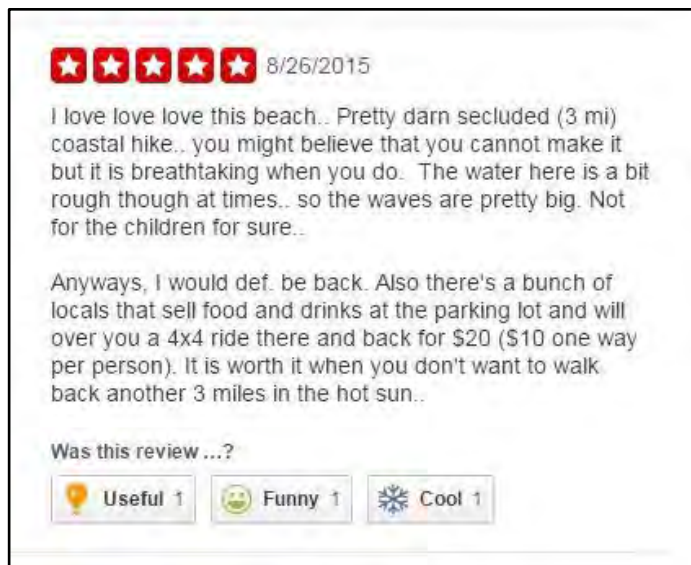 8/26/2015
I love love love this beach.. Pretty darn secluded (3 mi)
coastal hike.. you might believe that you cannot make it
but it is breathtaking when you do. The water here is a bit
rough though at times.. so the waves are pretty big. Not
for the children for sure..
Anyways, I would def. be back. Also there's a bunch of
locals that sell food and drinks at the parking lot and will
over you a 4x4 ride there and back for $20 ($10 one way
per person). It is worth it when you don't want to walk
back another 3 miles in the hot sun..
Was this review ...?
Useful 1 Funny 1 Cool 1